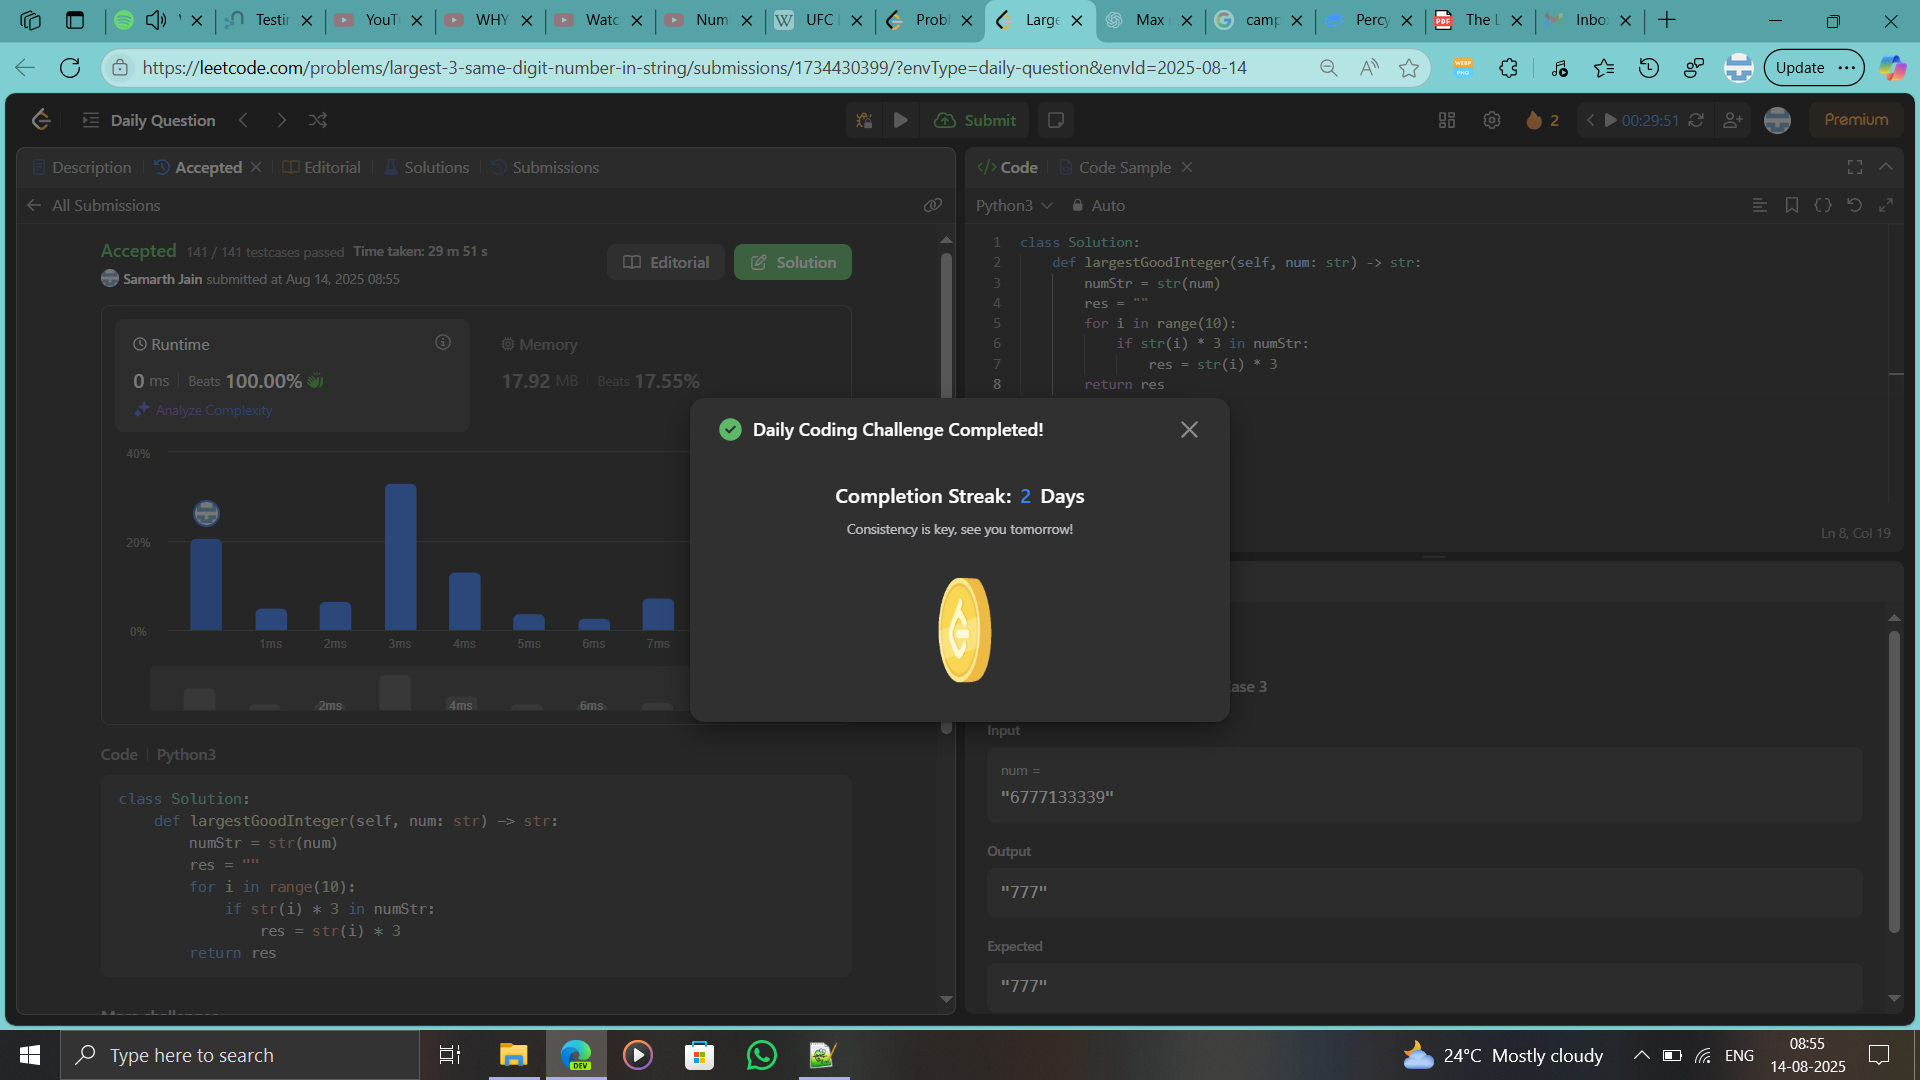 Testin
YouT
WHY
Watc
Num
UFC
Probl
Large
Max
camp
Percy
The L
Inbo
https://leetcode.com/problems/largest-3-same-digit-number-in-string/submissions/1734430399/?envType=daily-question&envId=2025-08-14
Update
Daily Question
Submit
2
00:29:51
Premium
Description
Accepted
Editorial
Solutions
Submissions
All Submissions
Accepted 141 / 141 testcases passed Time taken: 29 m 51 s
Samarth Jain submitted at Aug 14, 2025 08:55
Editorial
Solution
Runtime
0 ms Beats 100.00%
Analyze Complexity
Memory
17.92 MB Beats 17.55%
40%
20%
0%
1ms 2ms 3ms 4ms 5ms 6ms 7ms
2ms 4ms 6ms
Code Python3
class Solution:
def largestGoodInteger(self, num: str) -> str:
numStr = str(num)
res = ""
for i in range(10):
if str(i) * 3 in numStr:
res = str(i) * 3
return res
Code
Code Sample
Python3
Auto
1 class Solution:
2 def largestGoodInteger(self, num: str) -> str:
3 numStr = str(num)
4 res = ""
5 for i in range(10):
6 if str(i) * 3 in numStr:
7 res = str(i) * 3
8 return res
Ln 8, Col 19
Daily Coding Challenge Completed!
Completion Streak: 2 Days
Consistency is key, see you tomorrow!
ase 3
Input
num =
"6777133339"
Output
"777"
Expected
"777"
Type here to search
DEV
24°C Mostly cloudy
ENG
08:55
14-08-2025